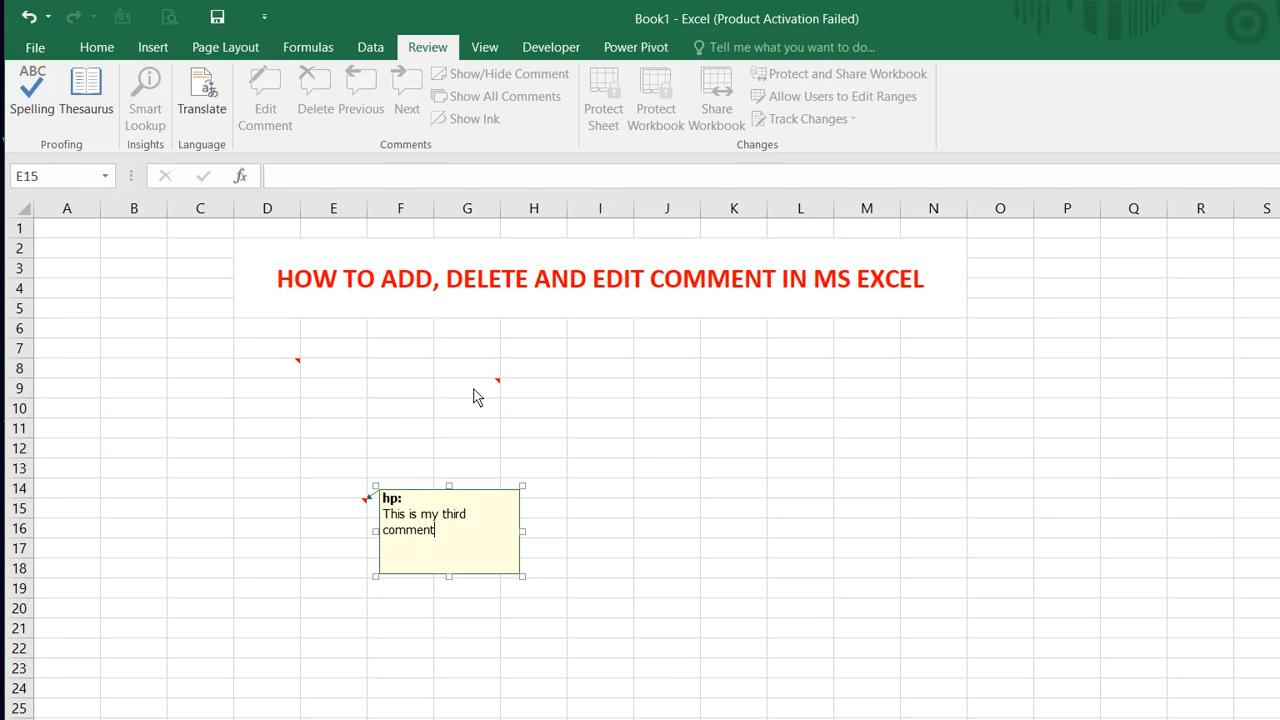 Book1 - Excel (Product Activation Failed)
File Home Insert Page Layout Formulas Data Review View Developer Power Pivot Tell me what you want to do...
ABC
Spelling
Thesaurus
Proofing
Smart
Lookup
Insights
Translate
Language
Edit
Comment
Delete
Previous
Next
Show/Hide Comment
Show All Comments
Show Ink
Comments
Protect
Sheet
Protect
Workbook
Share
Workbook
Protect and Share Workbook
Allow Users to Edit Ranges
Track Changes
Changes
E15
fx
A B C D E F G H I J K L M N O P Q R S
1
2
3
4
5
HOW TO ADD, DELETE AND EDIT COMMENT IN MS EXCEL
6
7
8
9
10
11
12
13
14
15
16
17
18
hp:
This is my third
comment
19
20
21
22
23
24
25